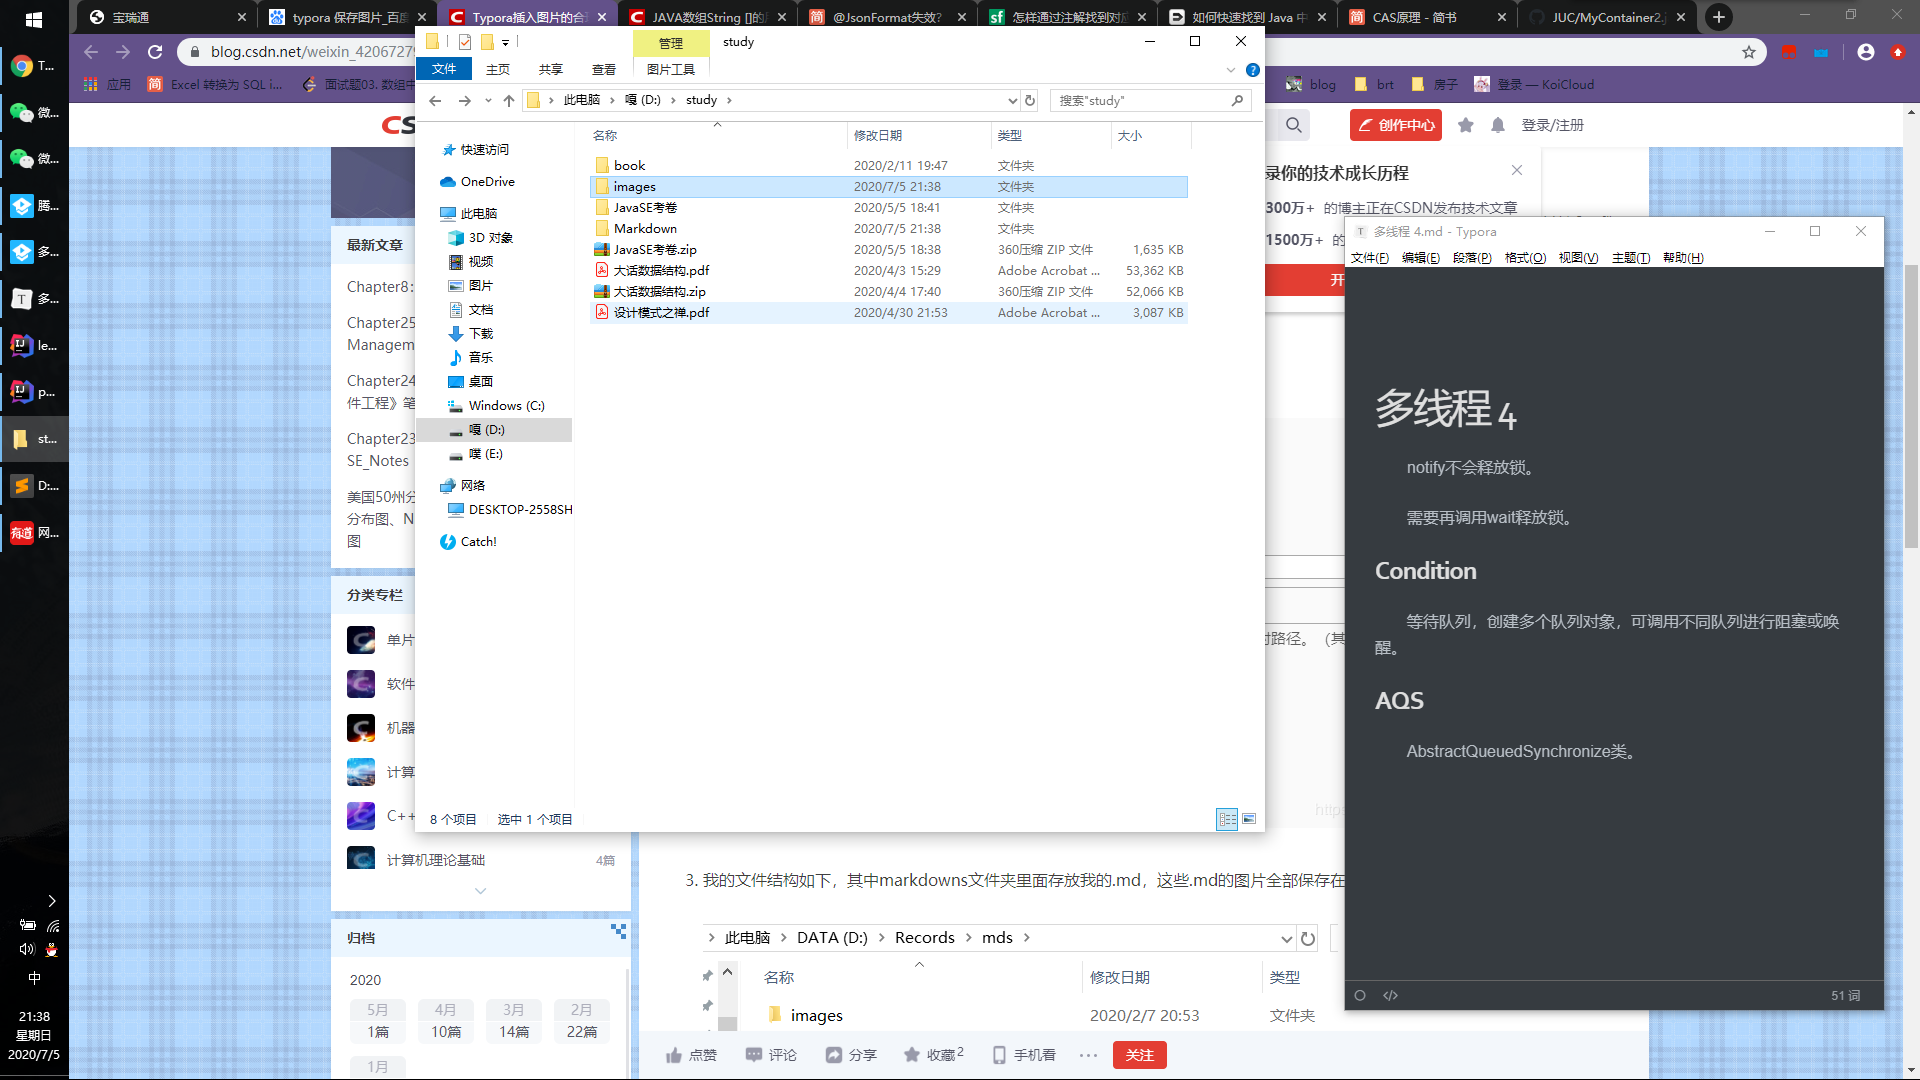 宝瑞通
typora 保存图片_百度
Typora插入图片的合
JAVA数组String []的
@JsonFormat失效?
怎样通过注解找到对应
如何快速找到 Java 中
CAS原理 - 简书
JUC/MyContainer2.j
blog.csdn.net/weixin_4206727
应用
Excel 转换为 SQL i...
面试题03. 数组中
blog
brt
房子
登录 — KoiCloud
T...
微...
微...
腾...
多...
T 多...
le...
p...
st...
D:...
有道 网...
中
21:38
星期日
2020/7/5
管理
study
文件
主页
共享
查看
图片工具
此电脑
嘎 (D:)
study
搜索"study"
名称
修改日期
类型
大小
快速访问
OneDrive
此电脑
3D 对象
视频
图片
文档
下载
音乐
桌面
Windows (C:)
嘎 (D:)
噗 (E:)
网络
DESKTOP-2558SH
Catch!
book 2020/2/11 19:47 文件夹
images 2020/7/5 21:38 文件夹
JavaSE考卷 2020/5/5 18:41 文件夹
Markdown 2020/7/5 21:38 文件夹
JavaSE考卷.zip 2020/5/5 18:38 360压缩 ZIP 文件 1,635 KB
大话数据结构.pdf 2020/4/3 15:29 Adobe Acrobat ... 53,362 KB
大话数据结构.zip 2020/4/4 17:40 360压缩 ZIP 文件 52,066 KB
设计模式之禅.pdf 2020/4/30 21:53 Adobe Acrobat ... 3,087 KB
8 个项目
选中 1 个项目
CS
创作中心
登录/注册
录你的技术成长历程
300万+ 的博主正在CSDN发布技术文章
1500万+ 的
开
最新文章
Chapter8:
Chapter25
Managem
Chapter24
件工程》笔
Chapter23
SE_Notes
美国50州分
分布图、N
图
分类专栏
单片
软件
机器
计算
C++
计算机理论基础 4篇
归档
2020
5月 4月 3月 2月
1篇 10篇 14篇 22篇
1月
对路径。（其
https
3. 我的文件结构如下，其中markdowns文件夹里面存放我的.md，这些.md的图片全部保存在
此电脑
DATA (D:)
Records
mds
名称
修改日期
类型
images
2020/2/7 20:53
文件夹
点赞
评论
分享
收藏2
手机看
关注
T 多线程 4.md - Typora
文件(F) 编辑(E) 段落(P) 格式(O) 视图(V) 主题(T) 帮助(H)
多线程 4
notify不会释放锁。
需要再调用wait释放锁。
Condition
等待队列，创建多个队列对象，可调用不同队列进行阻塞或唤
醒。
AQS
AbstractQueuedSynchronize类。
51 词